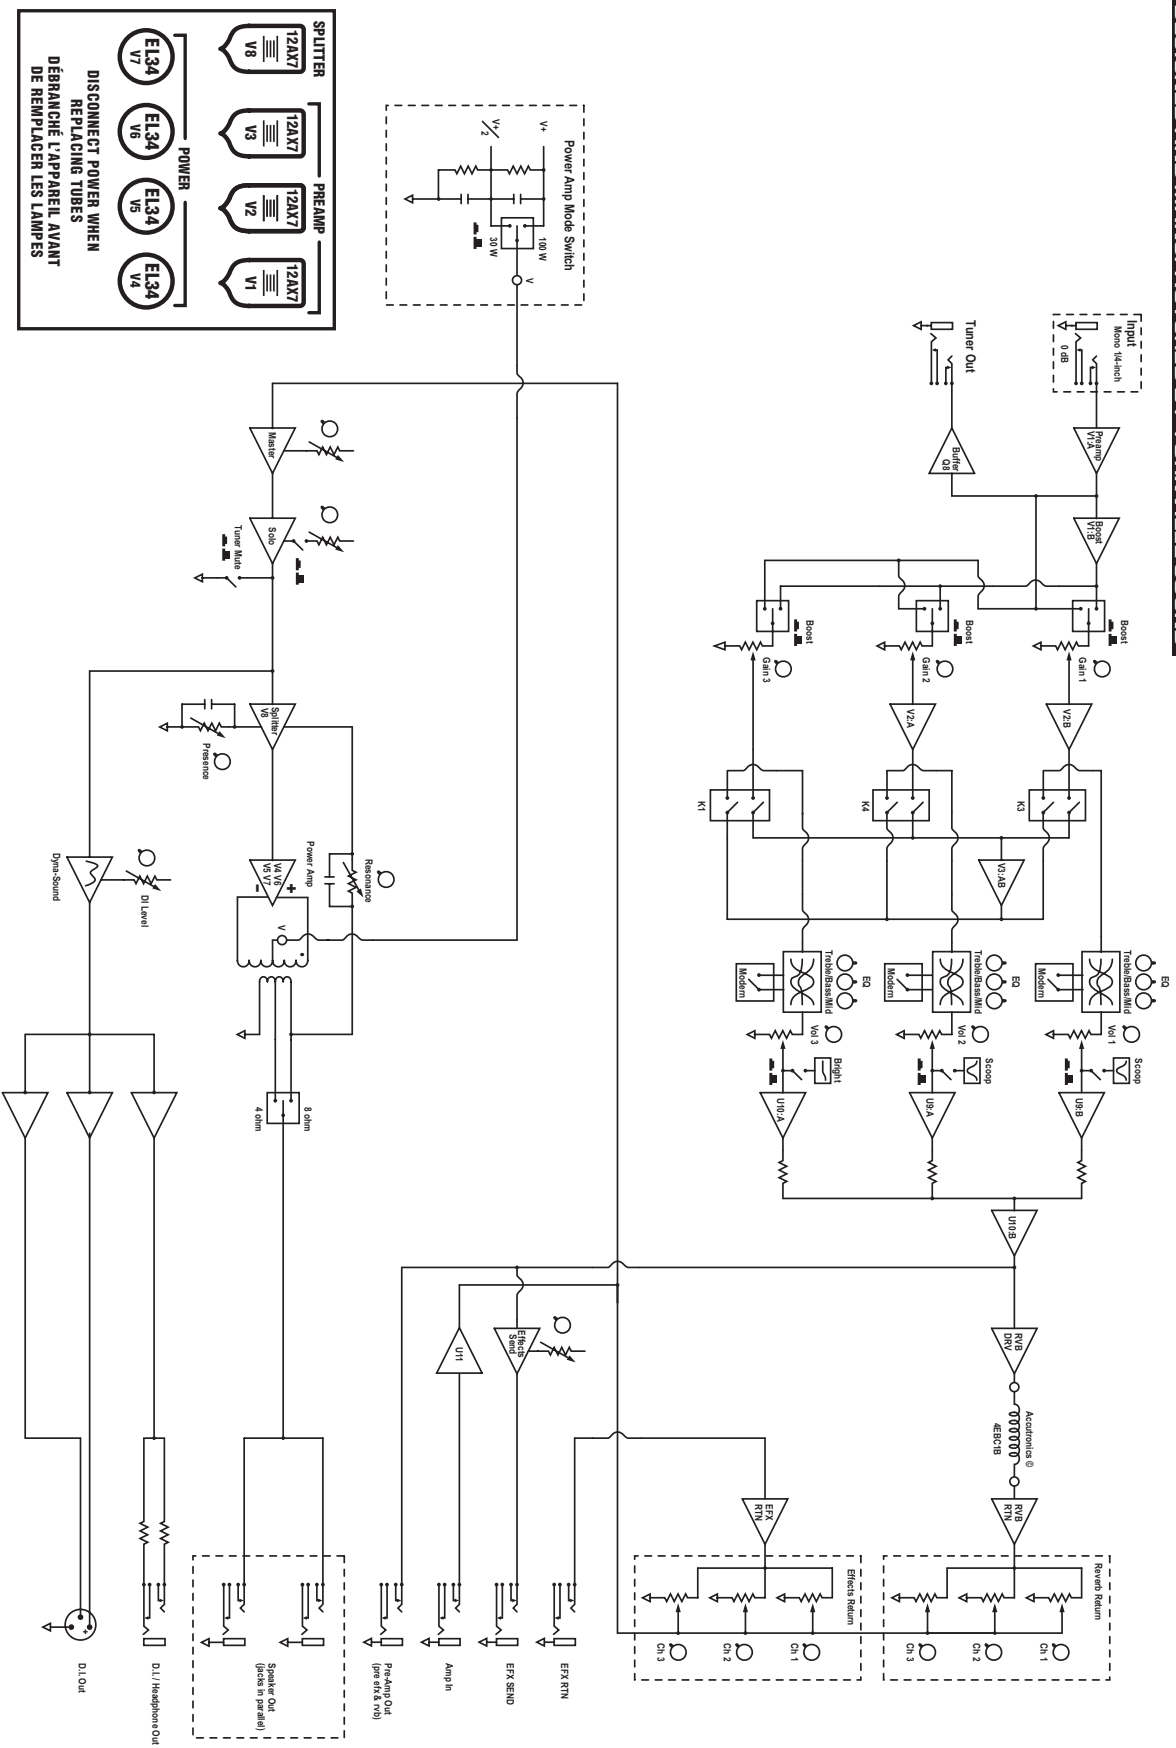 Input
Mono 1/4-inch
0 dB
Preamp
V1:A
Boost
V1:B
Tuner Out
Buffer
Q8
Boost
Gain 1
Boost
Gain 2
Boost
Gain 3
V2:B
V2:A
K3
K4
K1
V3:AB
EQ
Treble/Bass/Mid
Modern
Vol 1
Scoop
U9:B
EQ
Treble/Bass/Mid
Modern
Vol 2
Scoop
U9:A
EQ
Treble/Bass/Mid
Modern
Vol 3
Bright
U10:A
U10:B
RVB
DRV
Accutronics ©
4EBC1B
RVB
RTN
Reverb Return
Ch 1
Ch 2
Ch 3
EFX
RTN
Effects Return
Ch 1
Ch 2
Ch 3
Power Amp Mode Switch
V+
V+
2
100 W
30 W
V
Effects
Send
U11
EFX RTN
EFX SEND
Amp In
Pre-Amp Out
(pre efx & rvb)
Master
Solo
Tuner Mute
Splitter
V8
Presence
Resonance
Power Amp
V4 V6
V5 V7
+
-
V
8 ohm
4 ohm
Speaker Out
(jacks in parallel)
Dyna-Sound
DI Level
D.I. / Headphone Out
+
D.I. Out
SPLITTER
PREAMP
12AX7
V8
12AX7
V3
12AX7
V2
12AX7
V1
POWER
EL34
V7
EL34
V6
EL34
V5
EL34
V4
DISCONNECT POWER WHEN
REPLACING TUBES
DÉBRANCHÉ L'APPAREIL AVANT
DE REMPLACER LES LAMPES